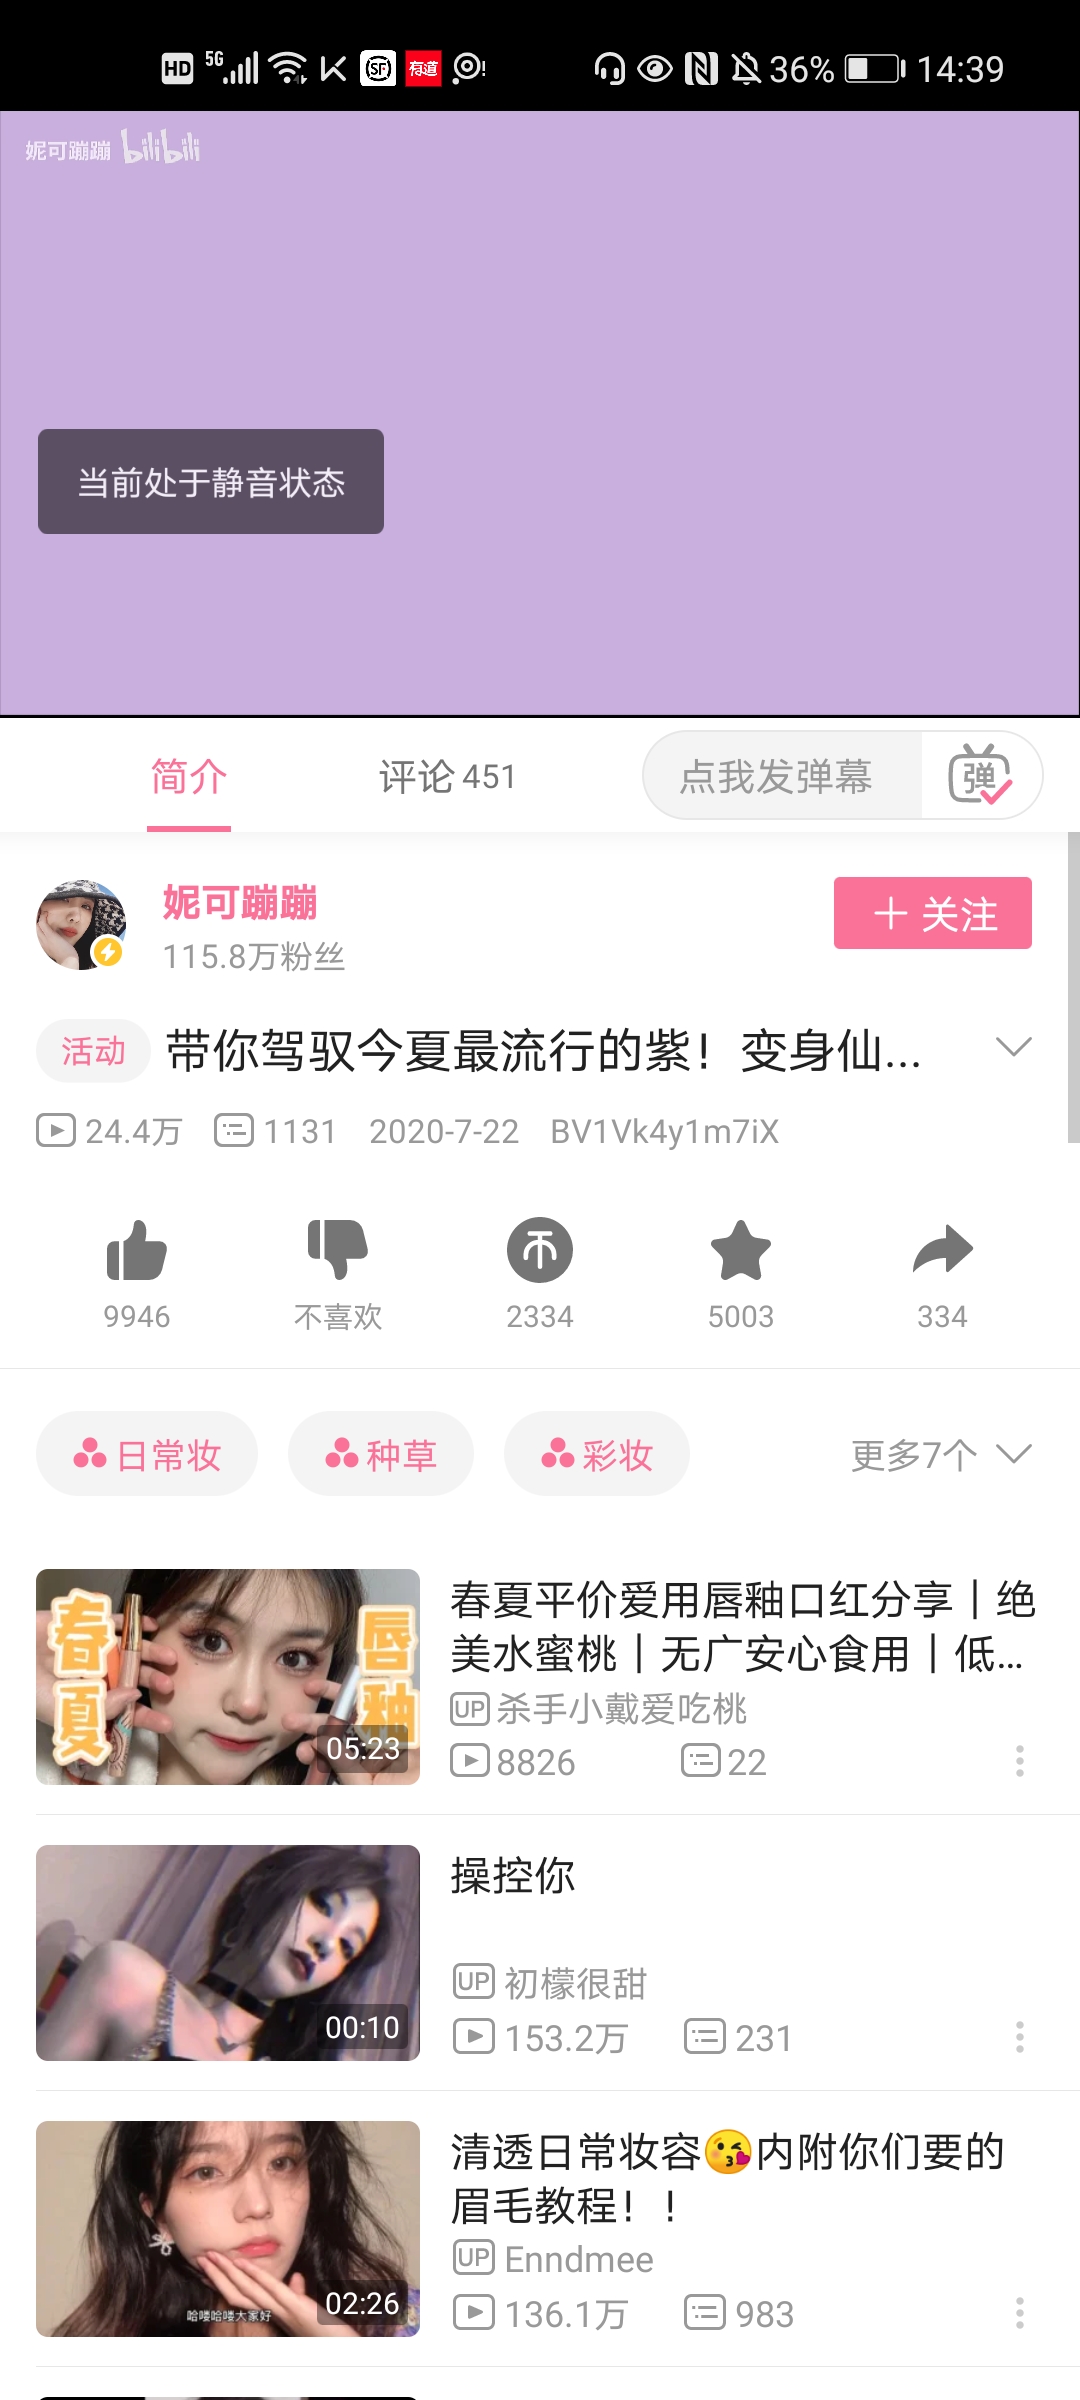 HD 5G SF 有道 36% 14:39
妮可蹦蹦 bilibili
当前处于静音状态
简介 评论 451 点我发弹幕 弹
妮可蹦蹦
115.8万粉丝
关注
活动 带你驾驭今夏最流行的紫！变身仙...
24.4万 1131 2020-7-22 BV1Vk4y1m7iX
9946 不喜欢 2334 5003 334
日常妆 种草 彩妆 更多7个
春夏
唇釉
05:23
春夏平价爱用唇釉口红分享｜绝
美水蜜桃｜无广安心食用｜低...
UP 杀手小戴爱吃桃
8826 22
00:10
操控你
UP 初檬很甜
153.2万 231
哈喽哈喽大家好
02:26
清透日常妆容😘内附你们要的
眉毛教程！！
UP Enndmee
136.1万 983